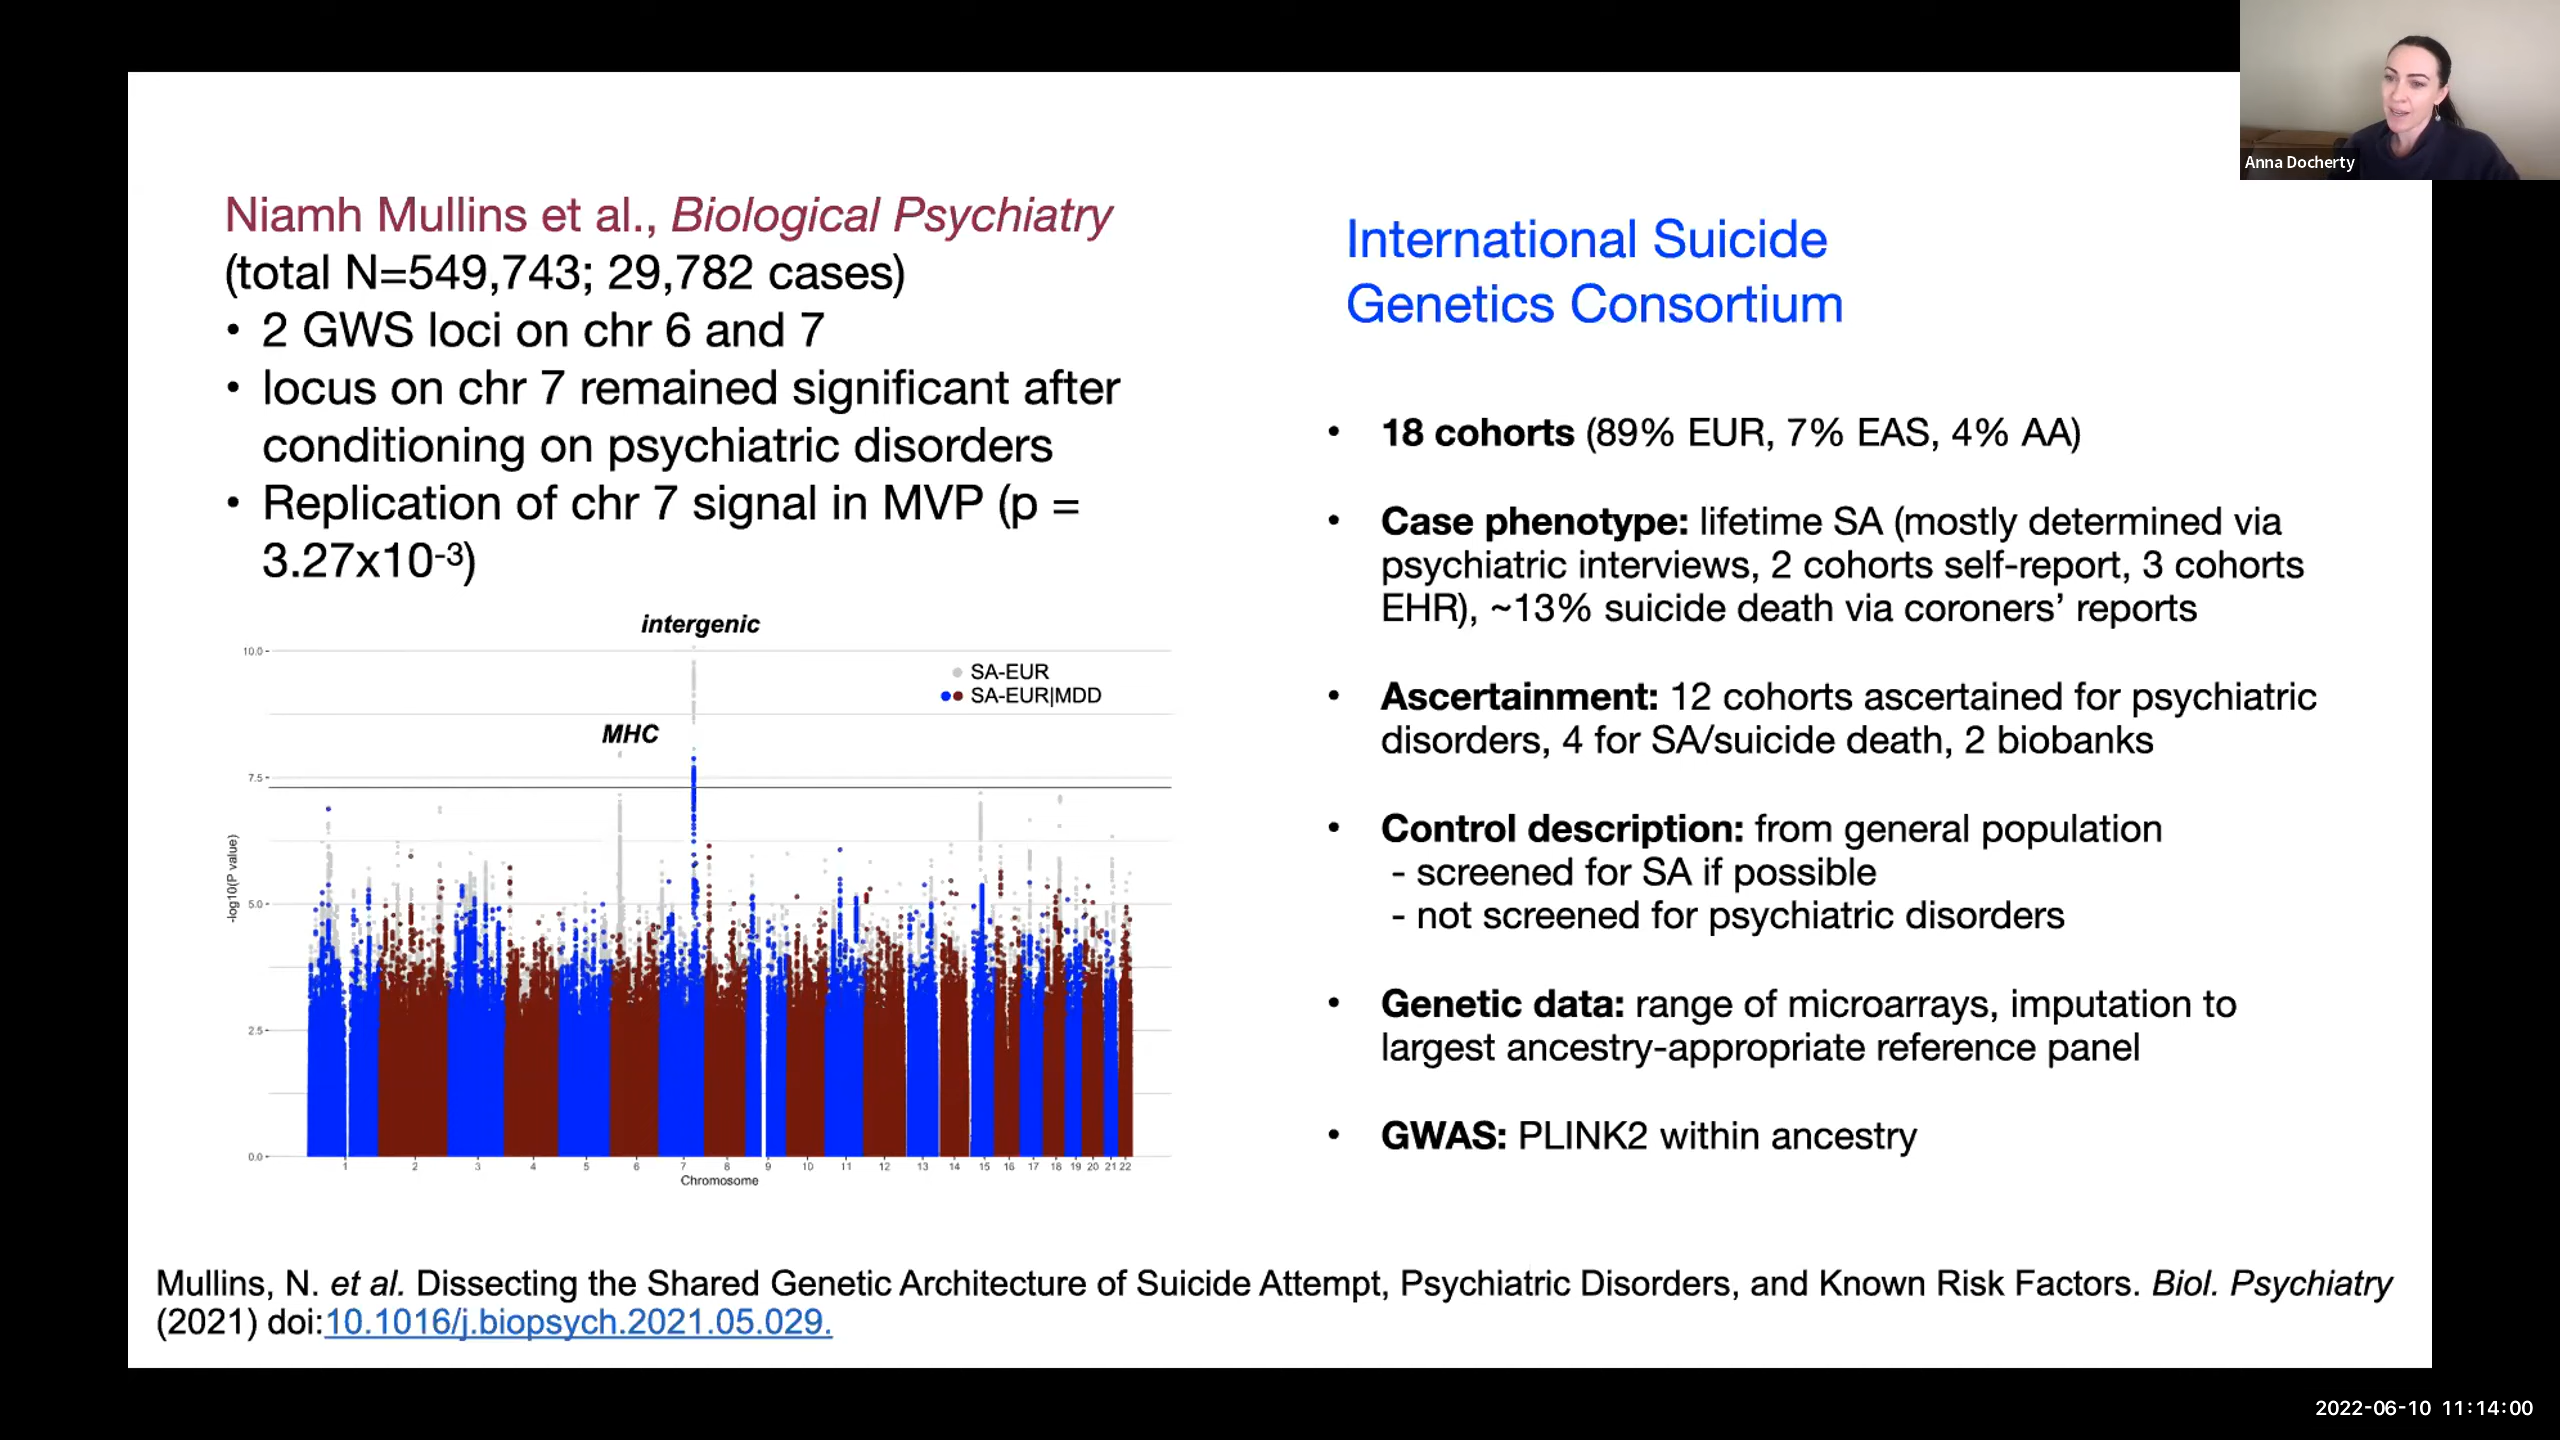 Anna Docherty
Niamh Mullins et al., Biological Psychiatry
(total N=549,743; 29,782 cases)
• 2 GWS loci on chr 6 and 7
• locus on chr 7 remained significant after
conditioning on psychiatric disorders
• Replication of chr 7 signal in MVP (p =
3.27x10-3)
intergenic
MHC
SA-EUR
SA-EUR|MDD
-log10(P value)
10.0
7.5
5.0
2.5
0.0
1 2 3 4 5 6 7 8 9 10 11 12 13 14 15 16 17 18 19 20 21 22
Chromosome
International Suicide
Genetics Consortium
• 18 cohorts (89% EUR, 7% EAS, 4% AA)
• Case phenotype: lifetime SA (mostly determined via
psychiatric interviews, 2 cohorts self-report, 3 cohorts
EHR), ~13% suicide death via coroners’ reports
• Ascertainment: 12 cohorts ascertained for psychiatric
disorders, 4 for SA/suicide death, 2 biobanks
• Control description: from general population
- screened for SA if possible
- not screened for psychiatric disorders
• Genetic data: range of microarrays, imputation to
largest ancestry-appropriate reference panel
• GWAS: PLINK2 within ancestry
Mullins, N. et al. Dissecting the Shared Genetic Architecture of Suicide Attempt, Psychiatric Disorders, and Known Risk Factors. Biol. Psychiatry
(2021) doi:10.1016/j.biopsych.2021.05.029.
2022-06-10 11:14:00